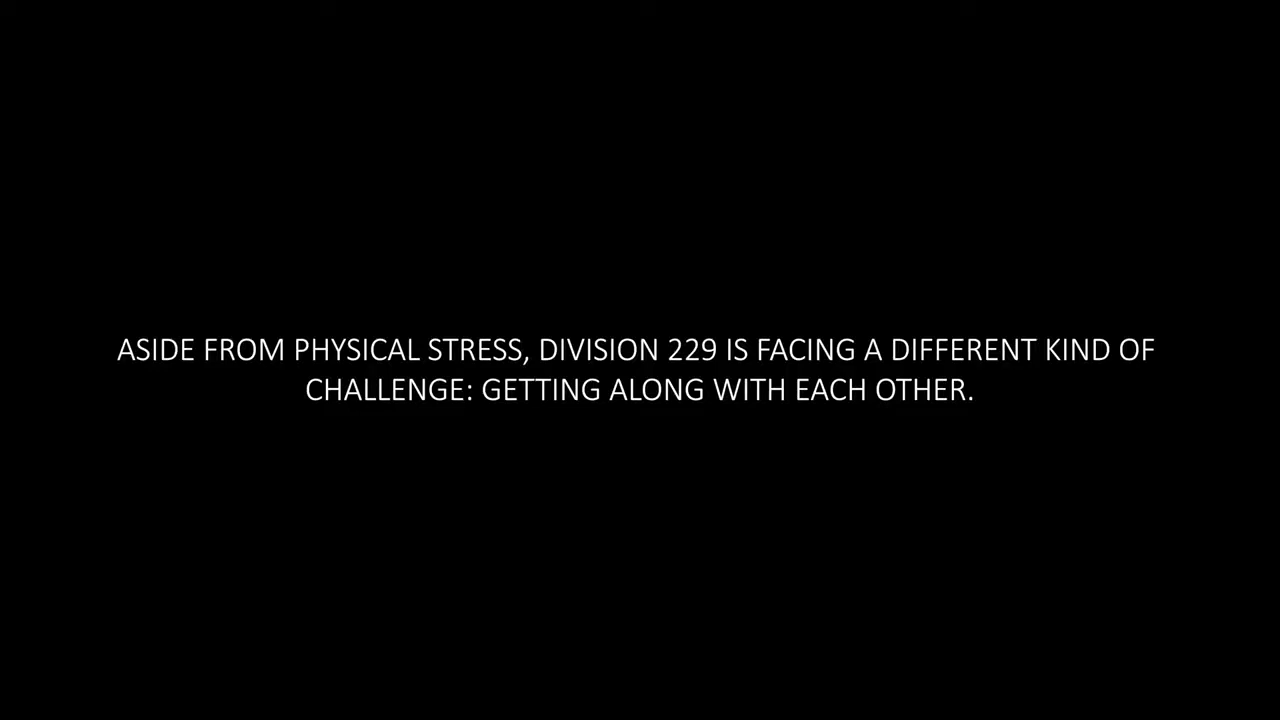 ASIDE FROM PHYSICAL STRESS, DIVISION 229 IS FACING A DIFFERENT KIND OF
CHALLENGE: GETTING ALONG WITH EACH OTHER.